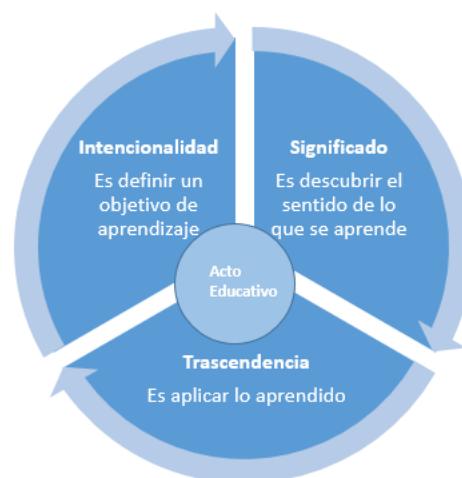 Intencionalidad
Es definir un
objetivo de
aprendizaje
Significado
Es descubrir el
sentido de lo
que se aprende
Acto
Educativo
Trascendencia
Es aplicar lo aprendido